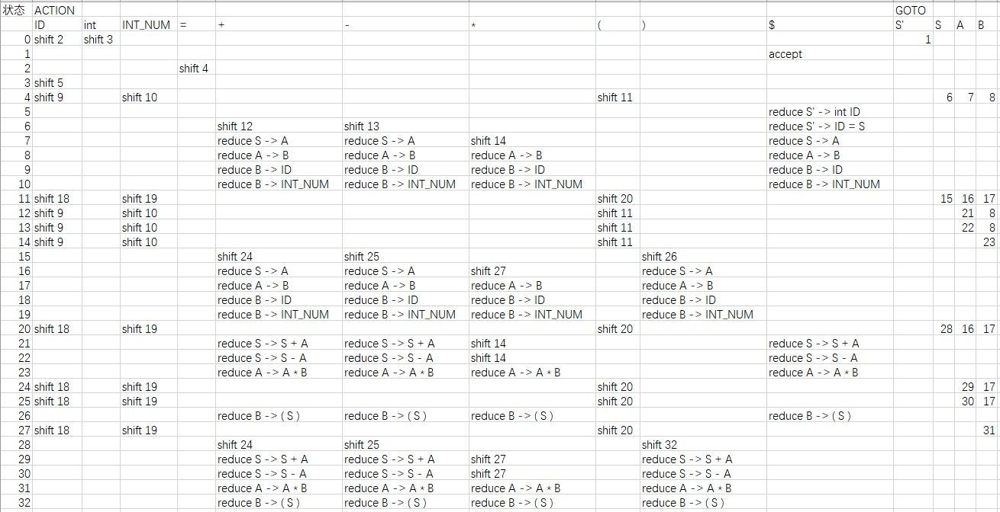 状态 ACTION GOTO
ID int INT_NUM = + - * ( ) $ S' S A B
0 shift 2 shift 3 1
1 accept
2 shift 4
3 shift 5
4 shift 9 shift 10 shift 11 6 7 8
5 reduce S' -> int ID
6 shift 12 shift 13 reduce S' -> ID = S
7 reduce S -> A reduce S -> A shift 14 reduce S -> A
8 reduce A -> B reduce A -> B reduce A -> B reduce A -> B
9 reduce B -> ID reduce B -> ID reduce B -> ID reduce B -> ID
10 reduce B -> INT_NUM reduce B -> INT_NUM reduce B -> INT_NUM reduce B -> INT_NUM
11 shift 18 shift 19 shift 20 15 16 17
12 shift 9 shift 10 shift 11 21 8
13 shift 9 shift 10 shift 11 22 8
14 shift 9 shift 10 shift 11 23
15 shift 24 shift 25 shift 26
16 reduce S -> A reduce S -> A shift 27 reduce S -> A
17 reduce A -> B reduce A -> B reduce A -> B reduce A -> B
18 reduce B -> ID reduce B -> ID reduce B -> ID reduce B -> ID
19 reduce B -> INT_NUM reduce B -> INT_NUM reduce B -> INT_NUM reduce B -> INT_NUM
20 shift 18 shift 19 shift 20 28 16 17
21 reduce S -> S + A reduce S -> S + A shift 14 reduce S -> S + A
22 reduce S -> S - A reduce S -> S - A shift 14 reduce S -> S - A
23 reduce A -> A * B reduce A -> A * B reduce A -> A * B reduce A -> A * B
24 shift 18 shift 19 shift 20 29 17
25 shift 18 shift 19 shift 20 30 17
26 reduce B -> ( S ) reduce B -> ( S ) reduce B -> ( S ) reduce B -> ( S )
27 shift 18 shift 19 shift 20 31
28 shift 24 shift 25 shift 32
29 reduce S -> S + A reduce S -> S + A shift 27 reduce S -> S + A
30 reduce S -> S - A reduce S -> S - A shift 27 reduce S -> S - A
31 reduce A -> A * B reduce A -> A * B reduce A -> A * B reduce A -> A * B
32 reduce B -> ( S ) reduce B -> ( S ) reduce B -> ( S ) reduce B -> ( S )